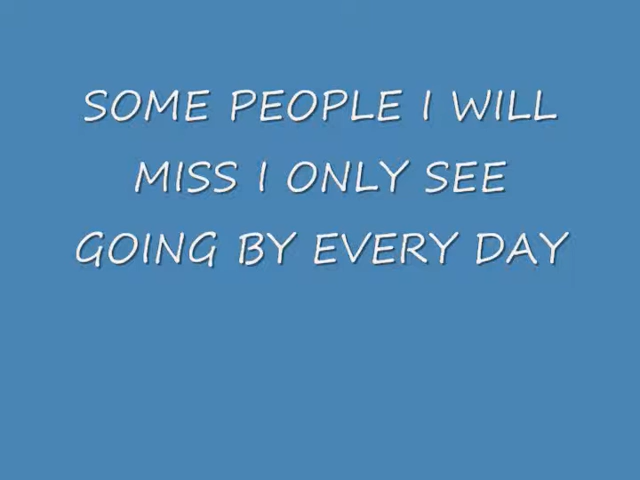 SOME PEOPLE I WILL
MISS I ONLY SEE
GOING BY EVERY DAY